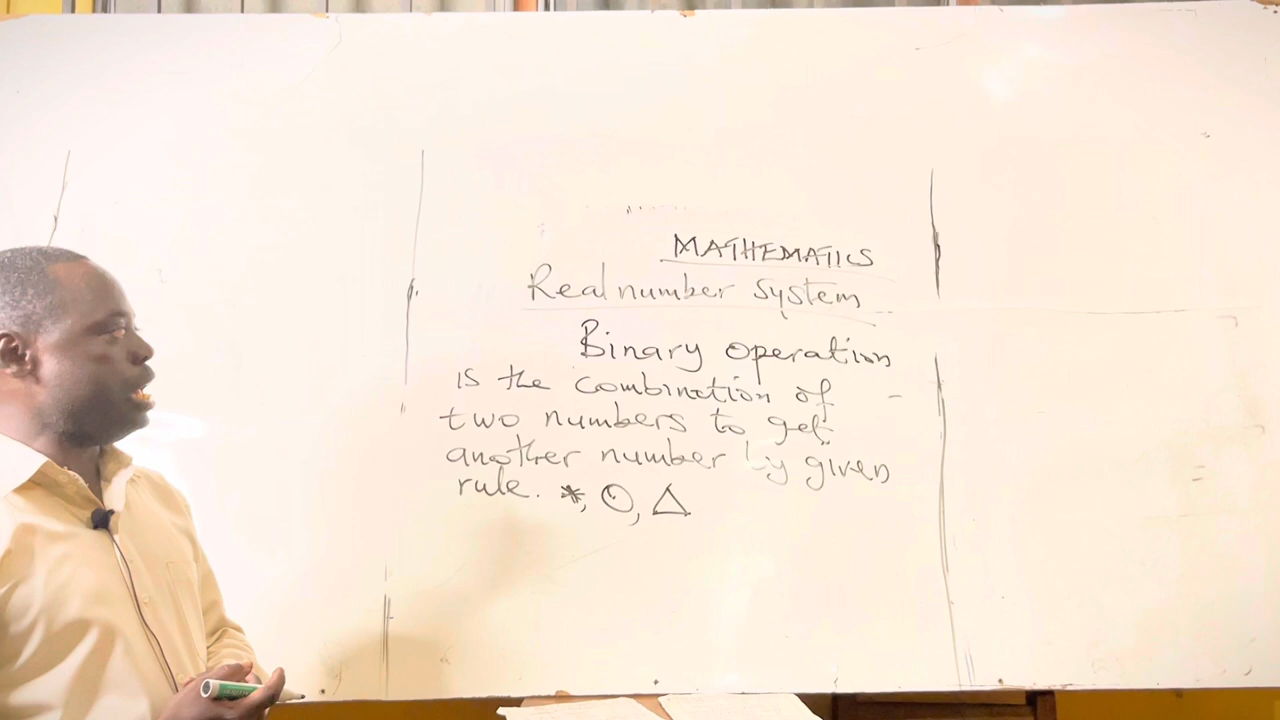 MATHEMATICS
Real number system
Binary operation
is the combination of
two numbers to get
another number by given
rule. *, ⊙, △